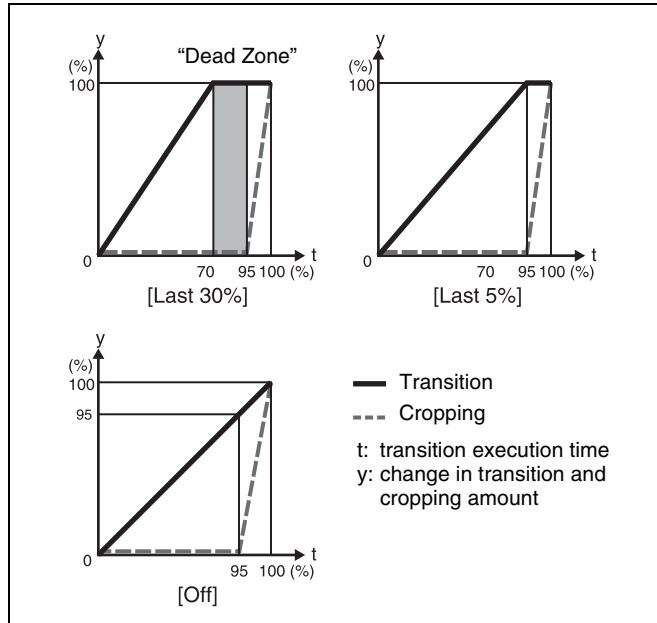 y
(%)
“Dead Zone”
100
0
70 95 100 (%)
t
[Last 30%]
y
(%)
100
0
70 95 100 (%)
t
[Last 5%]
y
(%)
100
95
0
95 100 (%)
t
[Off]
Transition
Cropping
t: transition execution time
y: change in transition and
cropping amount